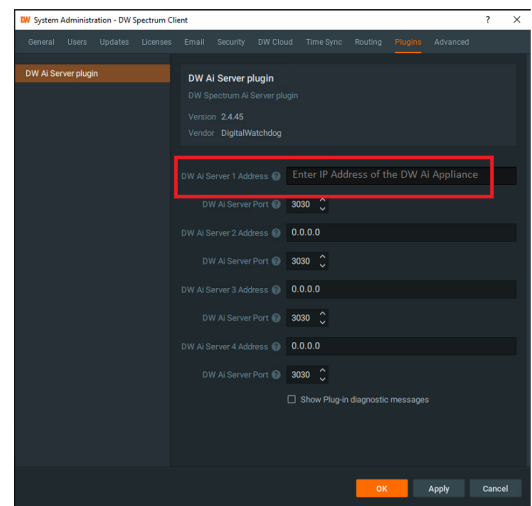 DW System Administration - DW Spectrum Client ? ×
General Users Updates Licenses Email Security DW Cloud Time Sync Routing Plugins Advanced
DW Ai Server plugin
DW Ai Server plugin
DW Spectrum Ai Server plugin
Version 2.4.45
Vendor DigitalWatchdog
DW Ai Server 1 Address ? Enter IP Address of the DW Ai Appliance
DW Ai Server Port ? 3030
DW Ai Server 2 Address ? 0.0.0.0
DW Ai Server Port ? 3030
DW Ai Server 3 Address ? 0.0.0.0
DW Ai Server Port ? 3030
DW Ai Server 4 Address ? 0.0.0.0
DW Ai Server Port ? 3030
Show Plug-in diagnostic messages
OK Apply Cancel